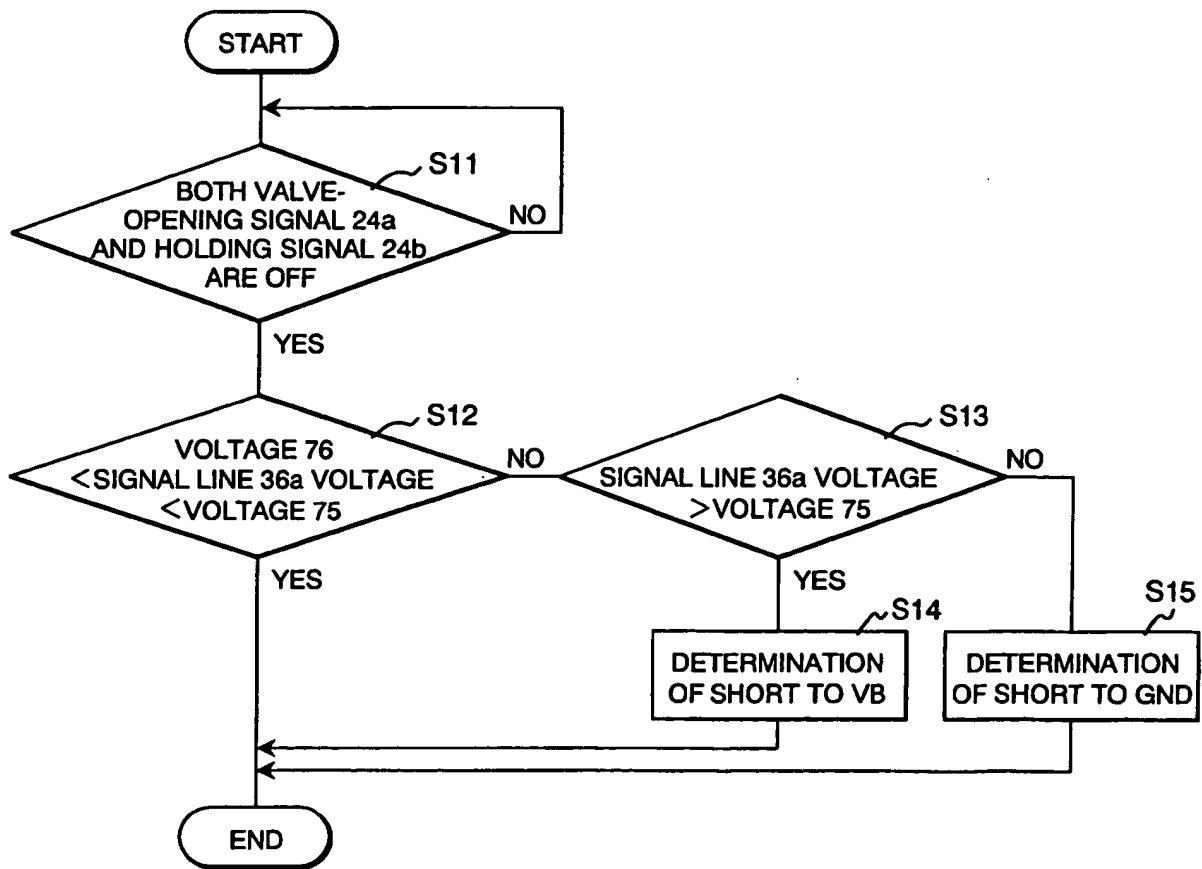 START
S11
BOTH VALVE-
OPENING SIGNAL 24a
AND HOLDING SIGNAL 24b
ARE OFF
NO
YES
S12
VOLTAGE 76
<SIGNAL LINE 36a VOLTAGE
<VOLTAGE 75
NO
YES
S13
SIGNAL LINE 36a VOLTAGE
>VOLTAGE 75
NO
YES
S14
DETERMINATION
OF SHORT TO VB
S15
DETERMINATION
OF SHORT TO GND
END